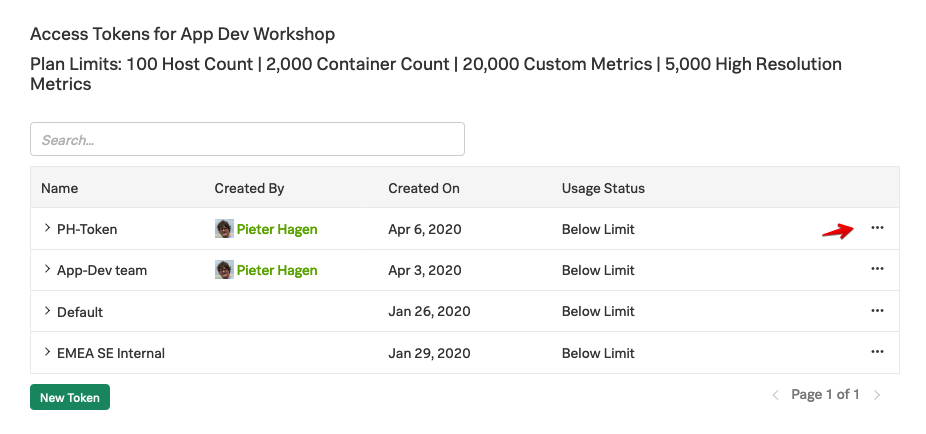 Access Tokens for App Dev Workshop
Plan Limits: 100 Host Count | 2,000 Container Count | 20,000 Custom Metrics | 5,000 High Resolution
Metrics
Search...
Name Created By Created On Usage Status
PH-Token Pieter Hagen Apr 6, 2020 Below Limit ···
App-Dev team Pieter Hagen Apr 3, 2020 Below Limit ···
Default Jan 26, 2020 Below Limit ···
EMEA SE Internal Jan 29, 2020 Below Limit ···
New Token Page 1 of 1